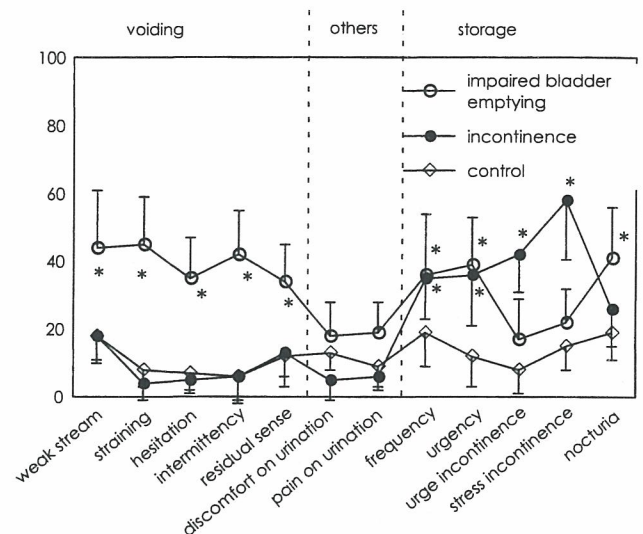 voiding others storage
100
80
60
40
20
0
impaired bladder
emptying
incontinence
control
* * * * * * * * * * * *
weak stream
straining
hesitation
intermittency
residual sense
discomfort on urination
pain on urination
frequency
urgency
urge incontinence
stress incontinence
nocturia